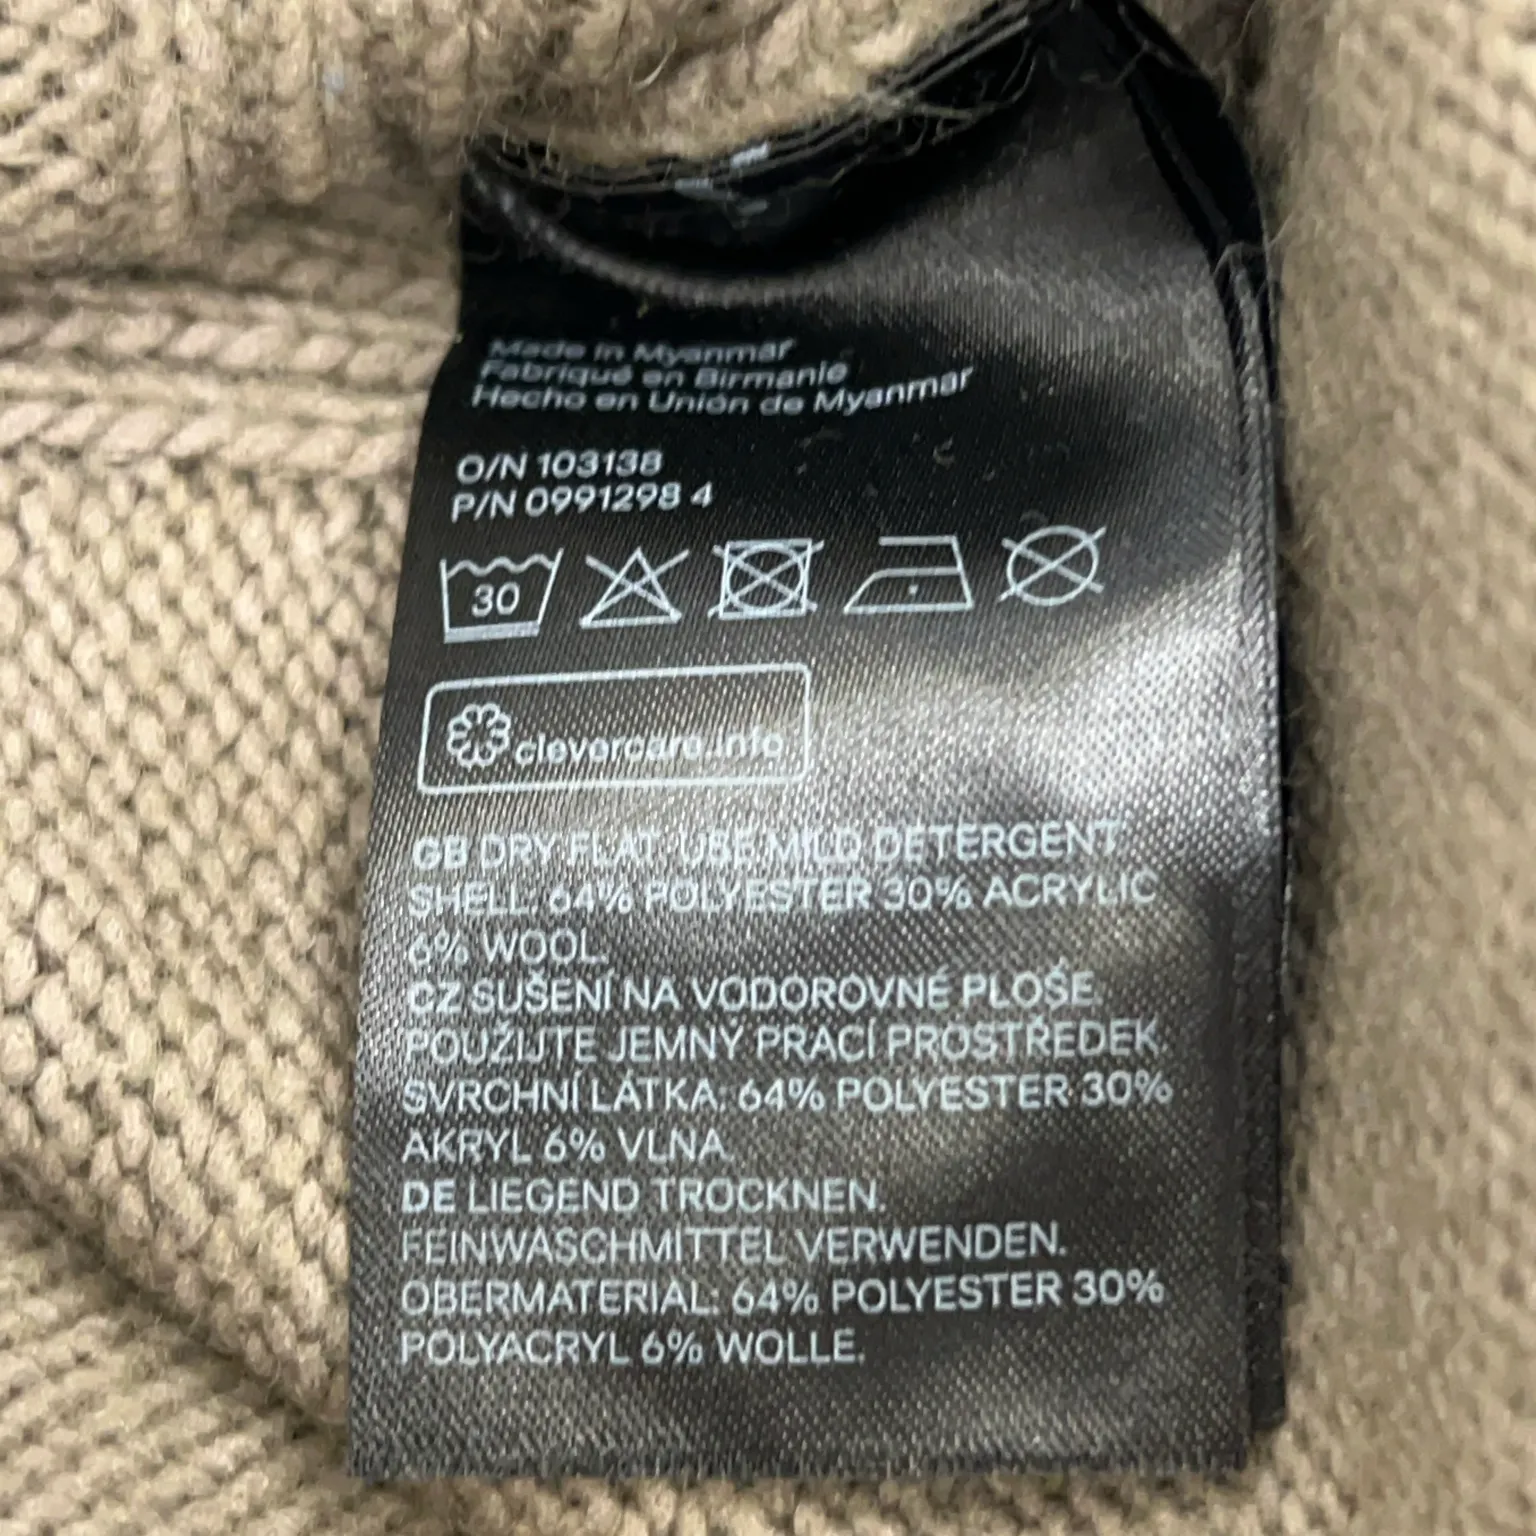 Made in Myanmar
Fabriqué en Birmanie
Hecho en Unión de Myanmar
O/N 103138
P/N 0991298 4
30
clevercare.info
GB DRY FLAT. USE MILD DETERGENT
SHELL: 64% POLYESTER 30% ACRYLIC
6% WOOL.
CZ SUŠENÍ NA VODOROVNÉ PLOŠE.
POUŽIJTE JEMNÝ PRACÍ PROSTŘEDEK
SVRCHNÍ LÁTKA: 64% POLYESTER 30%
AKRYL 6% VLNA.
DE LIEGEND TROCKNEN.
FEINWASCHMITTEL VERWENDEN.
OBERMATERIAL: 64% POLYESTER 30%
POLYACRYL 6% WOLLE.